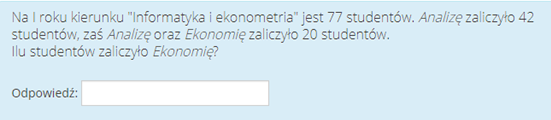 Na I roku kierunku "Informatyka i ekonometria" jest 77 studentów. Analizę zaliczyło 42
studentów, zaś Analizę oraz Ekonomię zaliczyło 20 studentów.
Ilu studentów zaliczyło Ekonomię?
Odpowiedź: